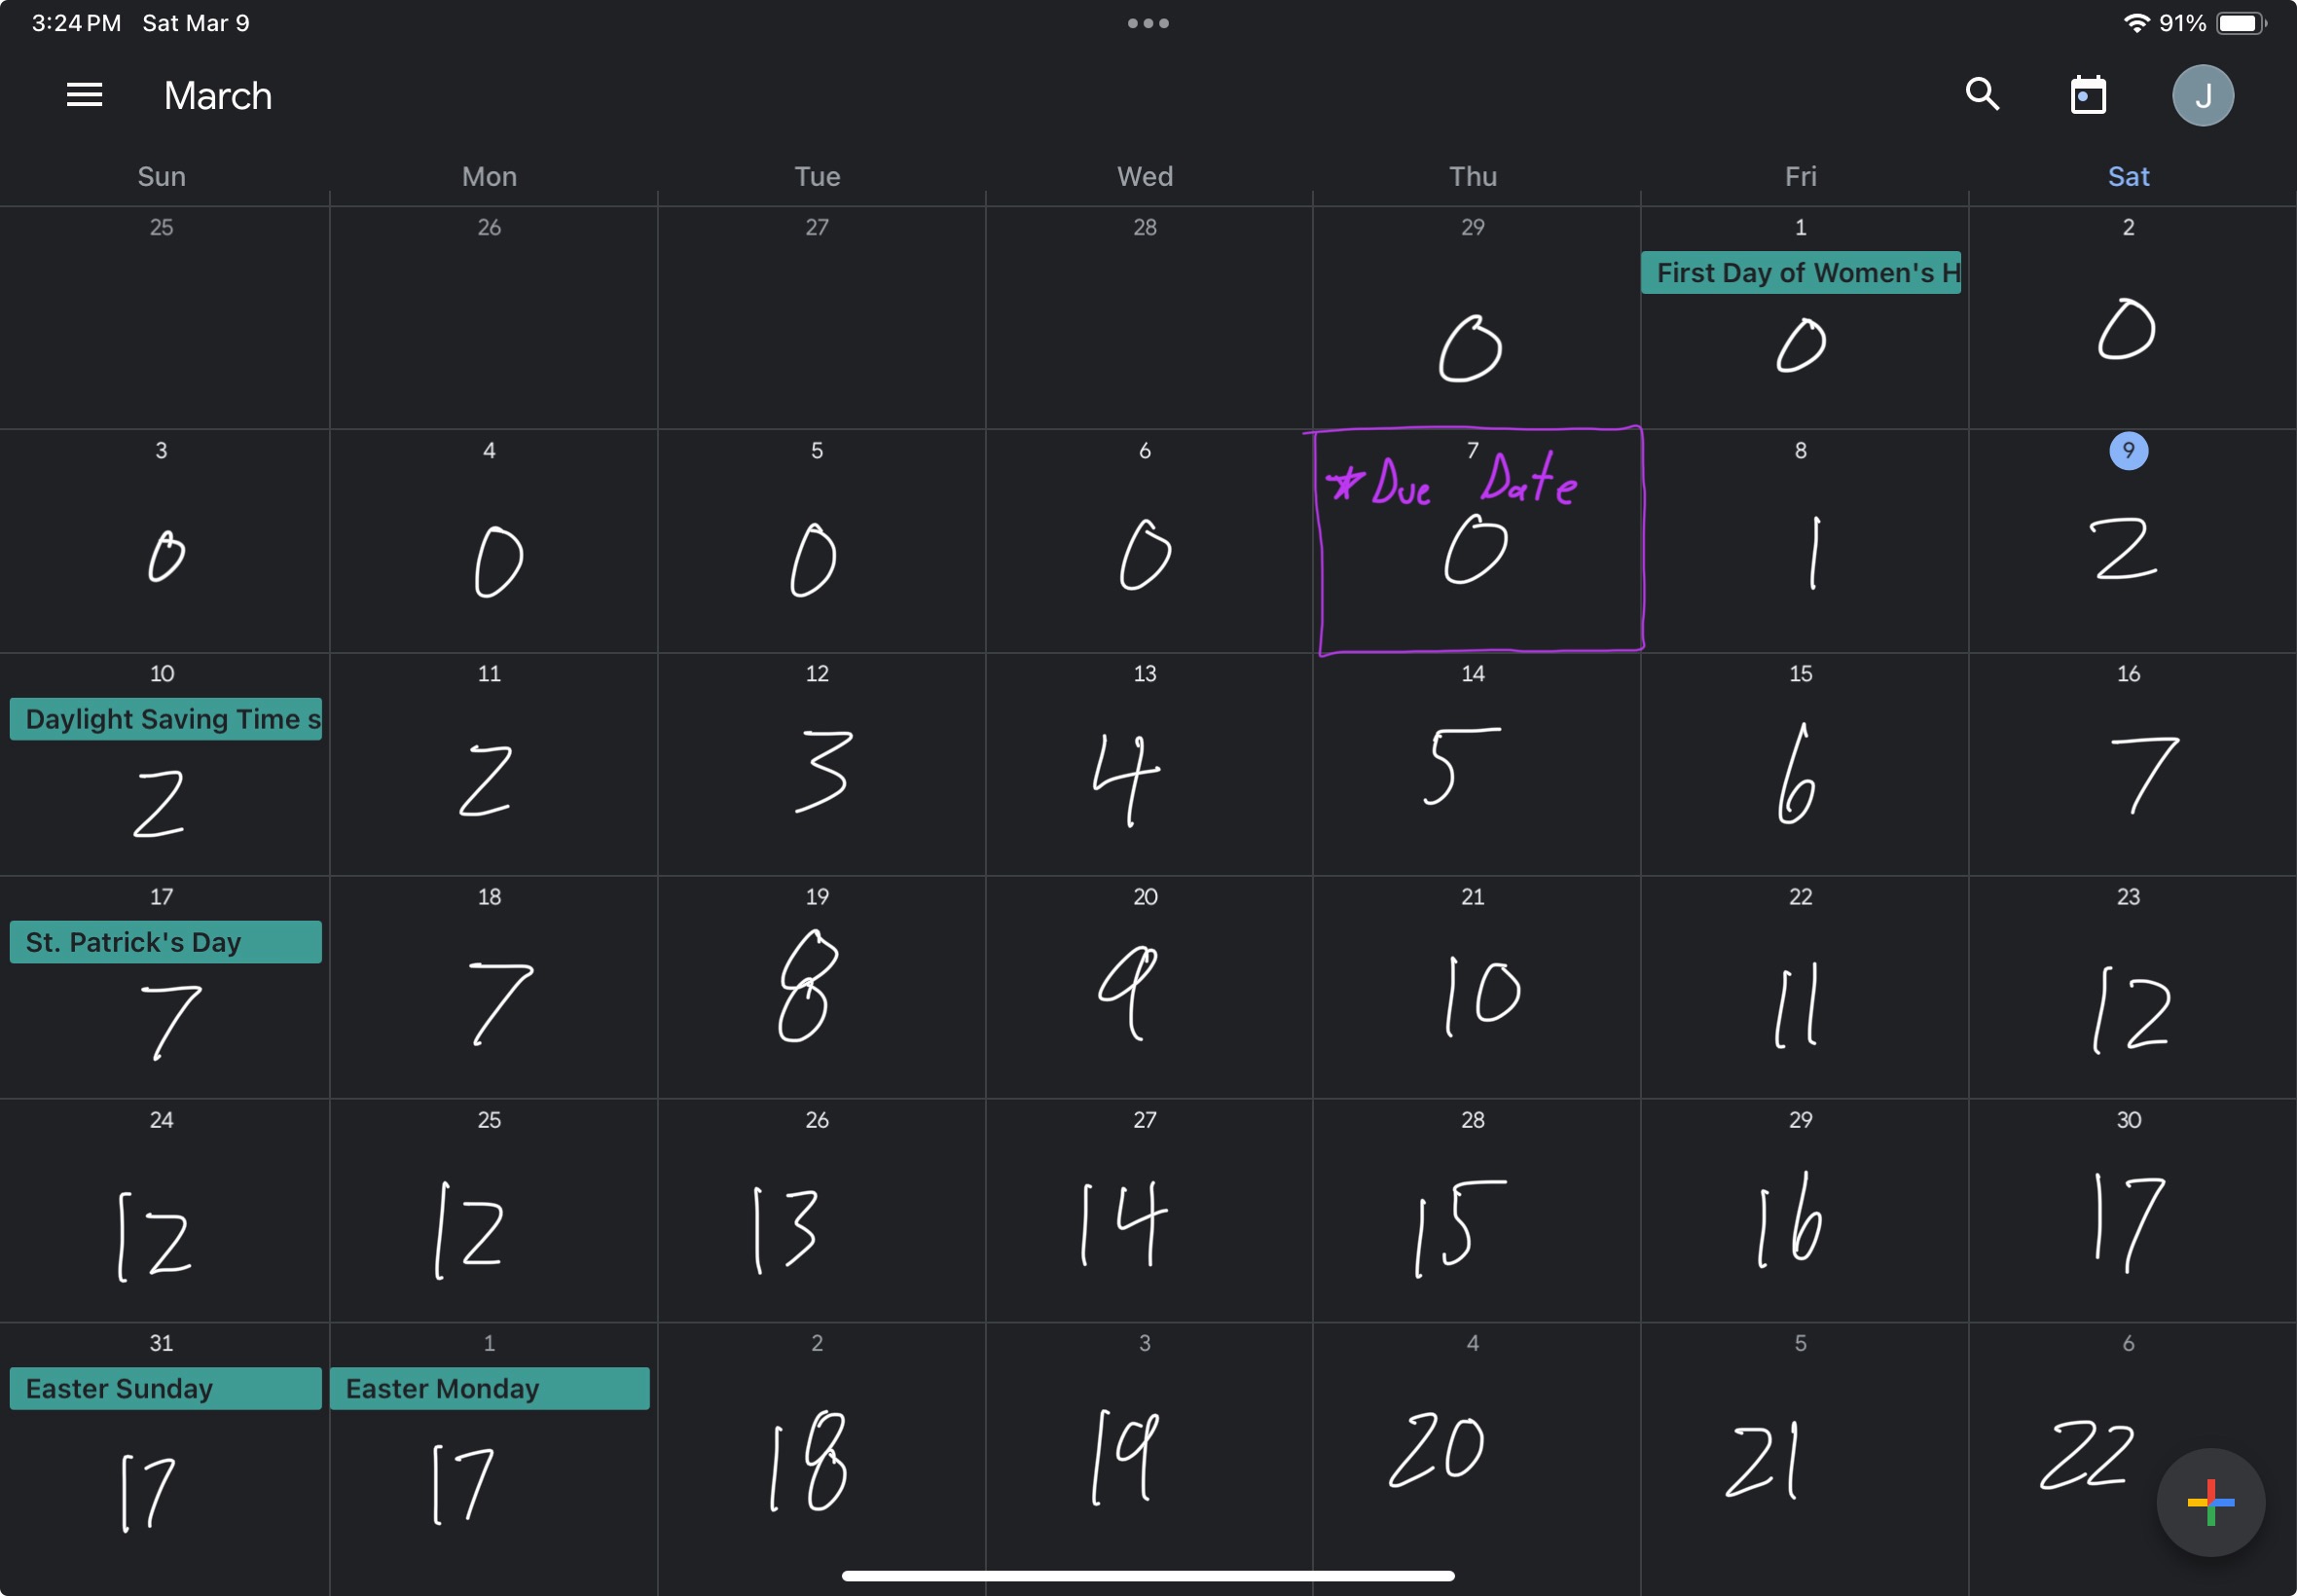 3:24 PM Sat Mar 9 91%
March J
Sun Mon Tue Wed Thu Fri Sat
25 26 27 28 29 1 2
First Day of Women's H
0 0 0
3 4 5 6 7 8 9
*Due Date
0 0 0 0 0 1 2
10 11 12 13 14 15 16
Daylight Saving Time s
2 2 3 4 5 6 7
17 18 19 20 21 22 23
St. Patrick's Day
7 7 8 9 10 11 12
24 25 26 27 28 29 30
12 12 13 14 15 16 17
31 1 2 3 4 5 6
Easter Sunday Easter Monday
17 17 18 19 20 21 22